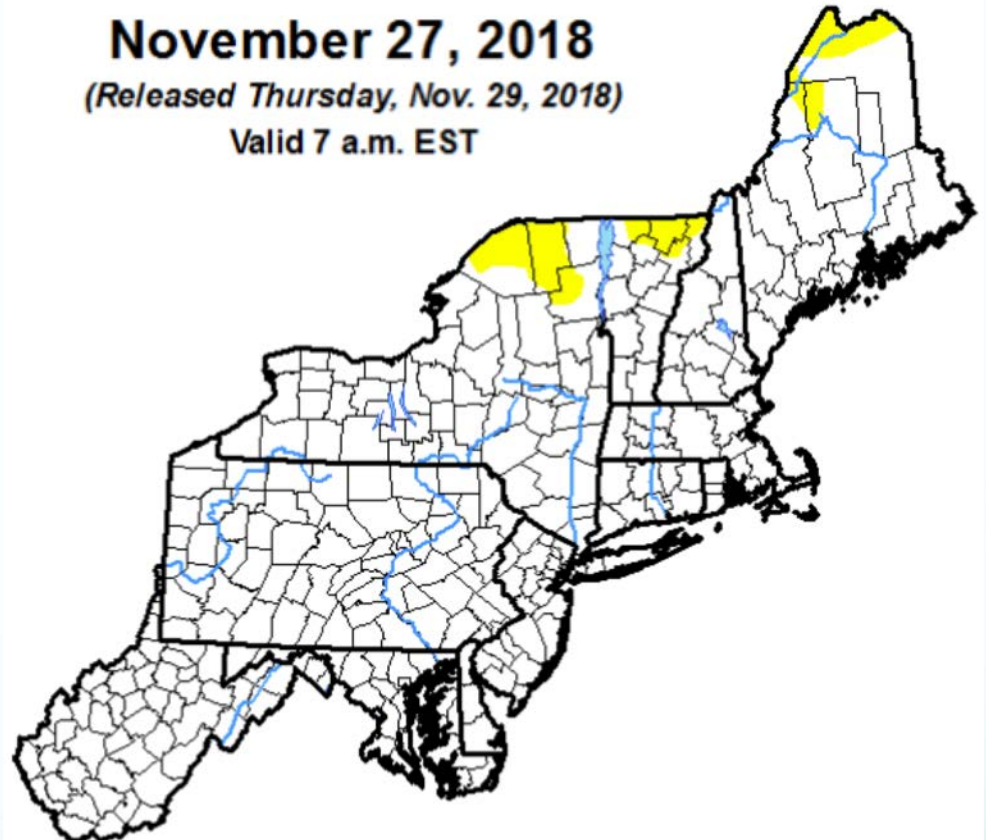 November 27, 2018
(Released Thursday, Nov. 29, 2018)
Valid 7 a.m. EST